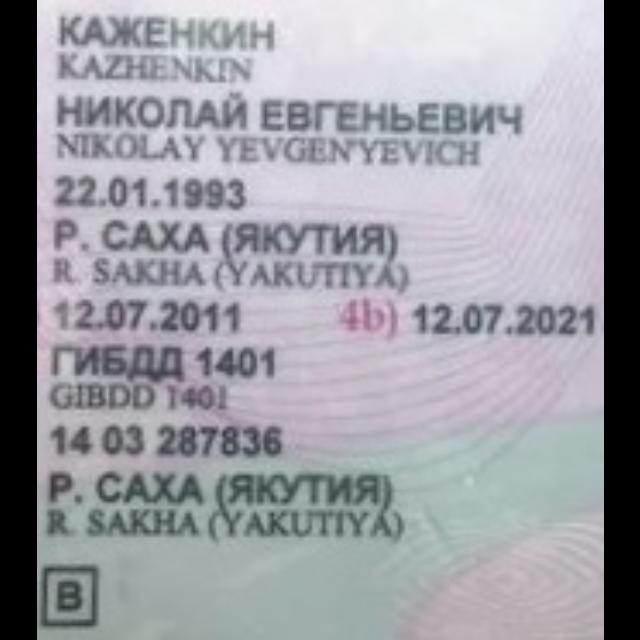 КАЖЕНКИН
KAZHENKIN
НИКОЛАЙ ЕВГЕНЬЕВИЧ
NIKOLAY YEVGEN'YEVICH
22.01.1993
Р. САХА (ЯКУТИЯ)
R. SAKHA (YAKUTIYA)
12.07.2011 4b) 12.07.2021
ГИБДД 1401
GIBDD 1401
14 03 287836
Р. САХА (ЯКУТИЯ)
R. SAKHA (YAKUTIYA)
B